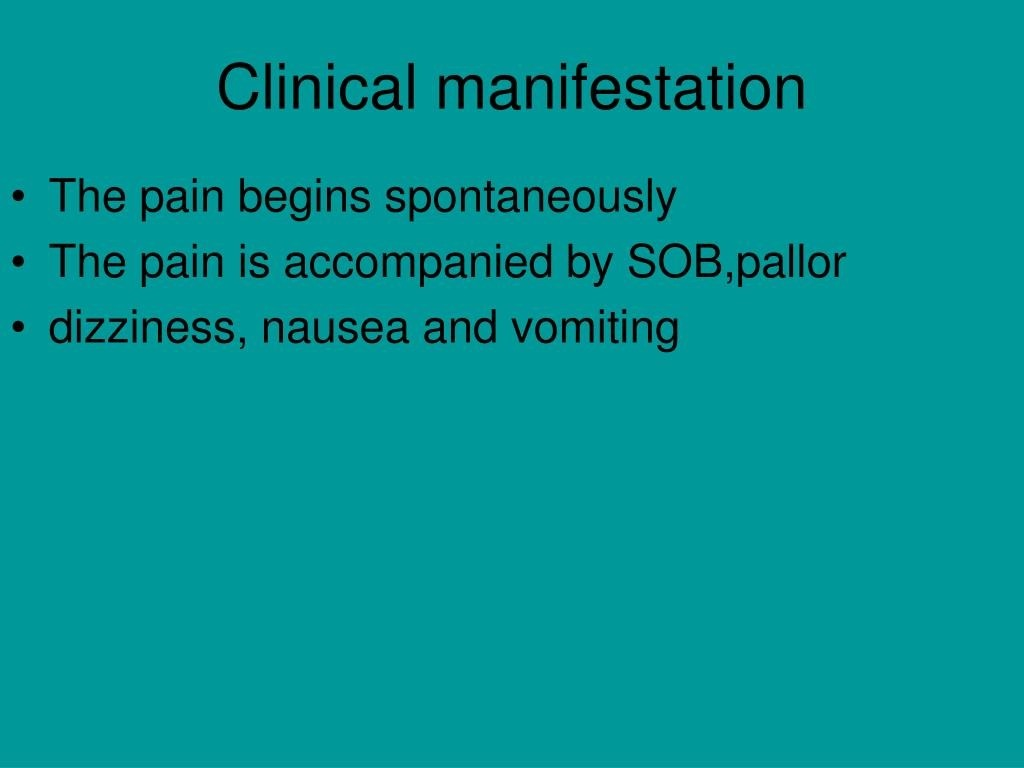 Clinical manifestation
• The pain begins spontaneously
• The pain is accompanied by SOB,pallor
• dizziness, nausea and vomiting